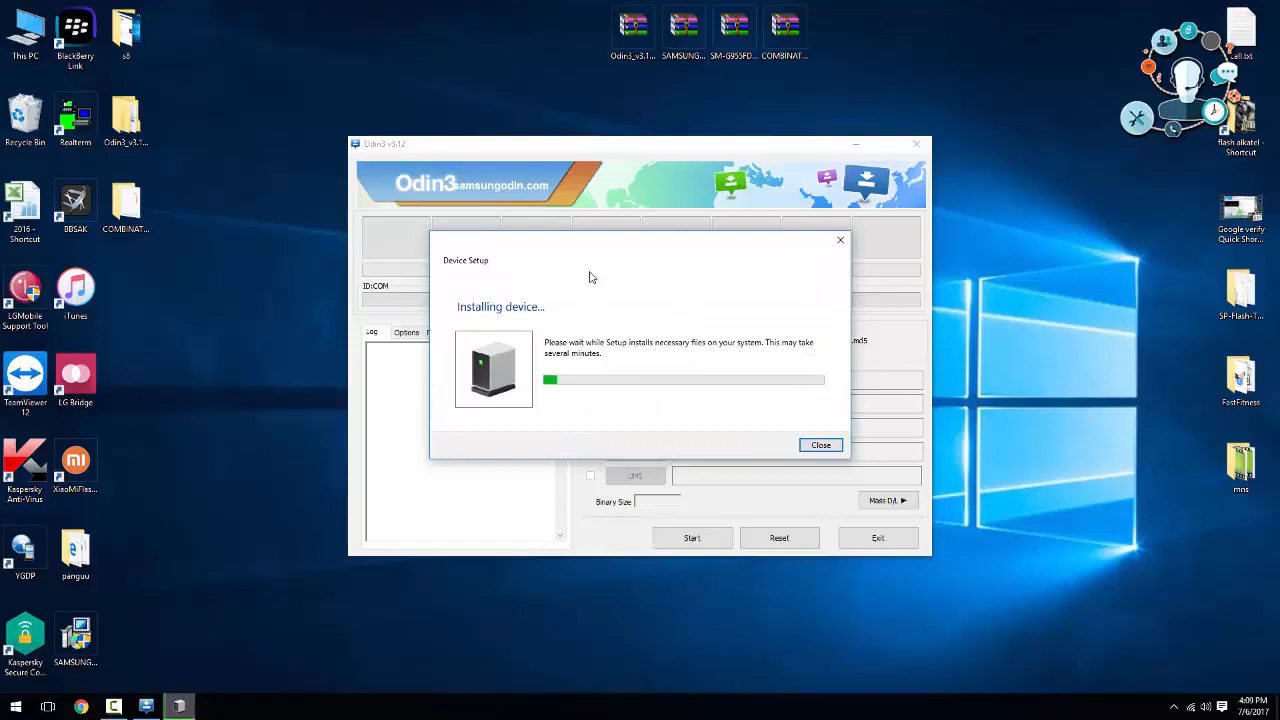 This PC
BlackBerry
Link
s8
Odin3_v3.1...
SAMSUNG...
SM-G955FD...
COMBINAT...
call.txt
Recycle Bin
Realterm
Odin3_v3.1...
flash alkatel -
Shortcut
2016 -
Shortcut
BBSAK
COMBINAT...
Google verify
Quick Shor...
LGMobile
Support Tool
iTunes
SP-Flash-T...
TeamViewer
12
LG Bridge
FastFitness
Kaspersky
Anti-Virus
XiaoMiFlas...
mns
YGDP
panguu
Kaspersky
Secure Co...
SAMSUNG...
Odin3 v3.12
Odin3
samsungodin.com
ID:COM
Log
Options
.md5
Device Setup
Installing device...
Please wait while Setup installs necessary files on your system. This may take
several minutes.
Close
UMS
Binary Size
Mass D/L
Start
Reset
Exit
4:09 PM
7/6/2017